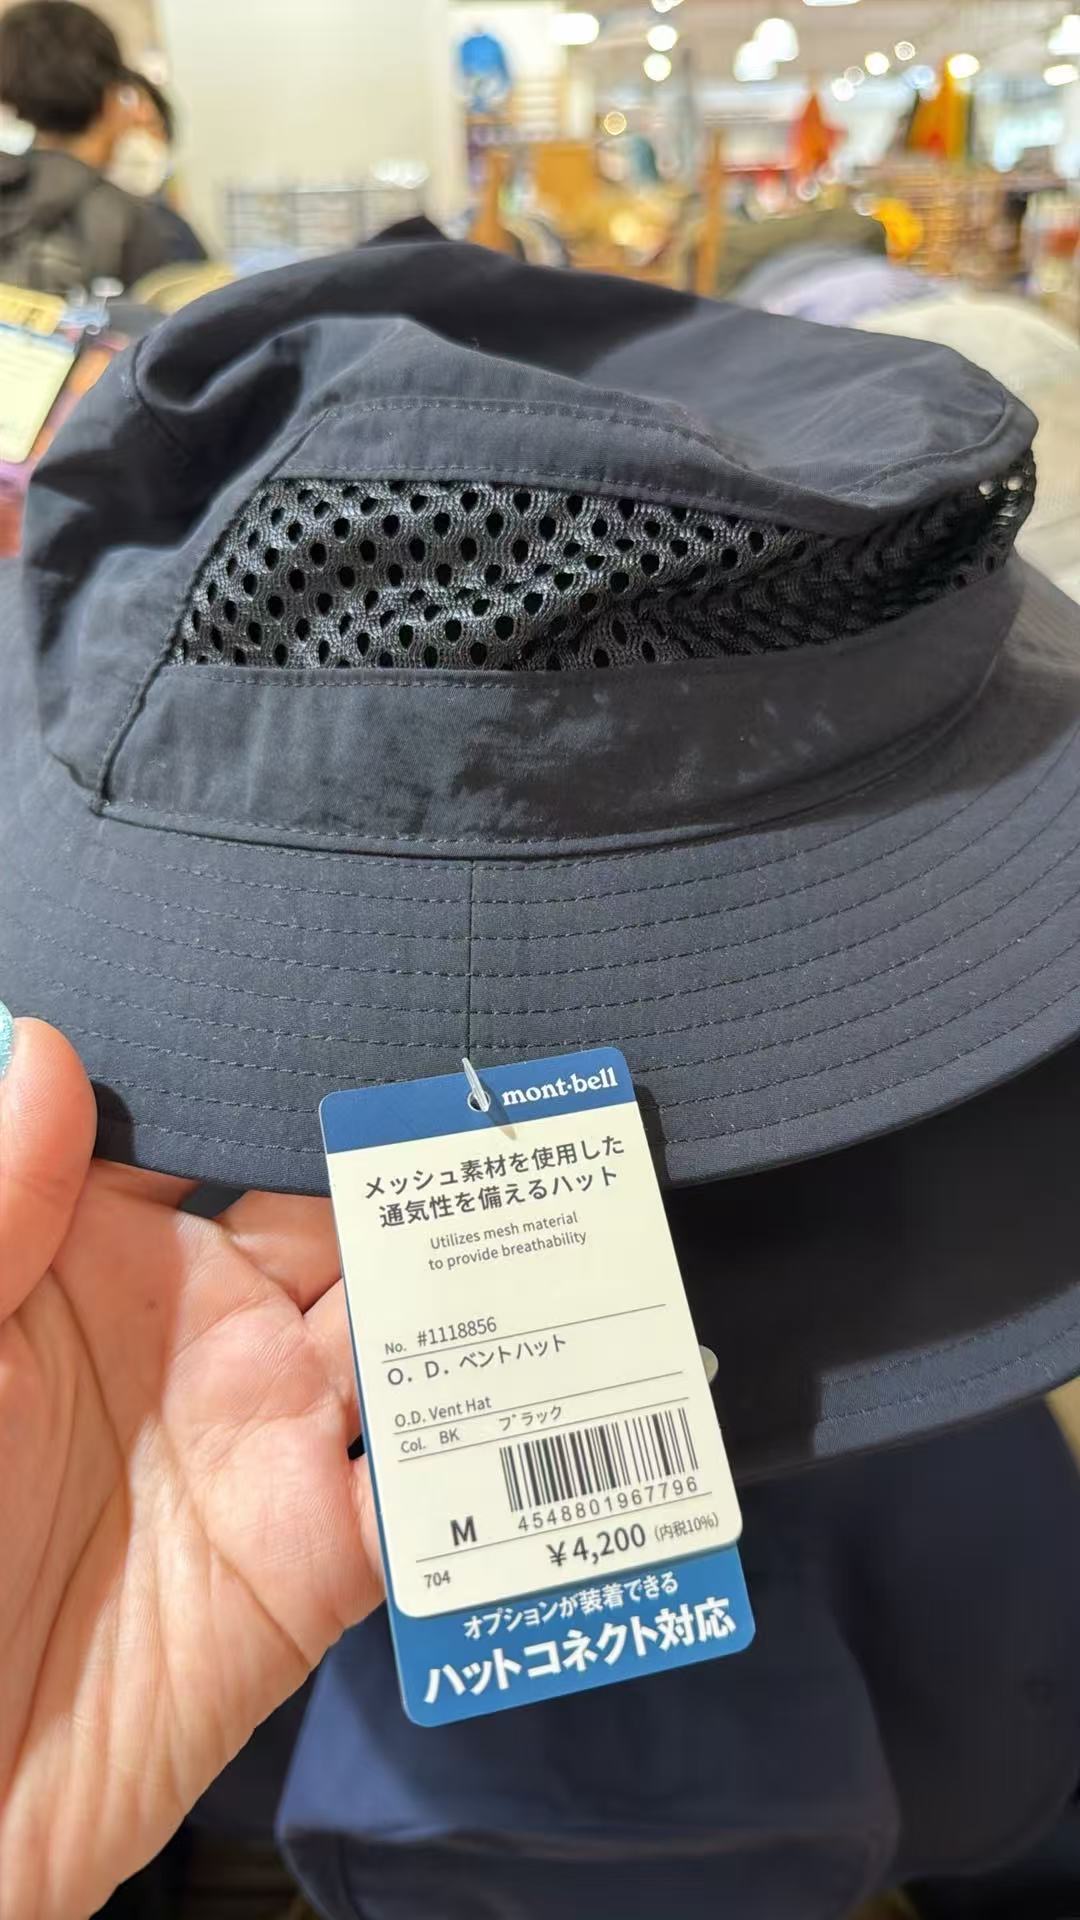 mont·bell
メッシュ素材を使用した
通気性を備えるハット
Utilizes mesh material
to provide breathability
No. #1118856
O. D. ベントハット
O.D. Vent Hat
Col. BK ブラック
4548801967796
M
¥4,200 (内税10%)
704
オプションが装着できる
ハットコネクト対応